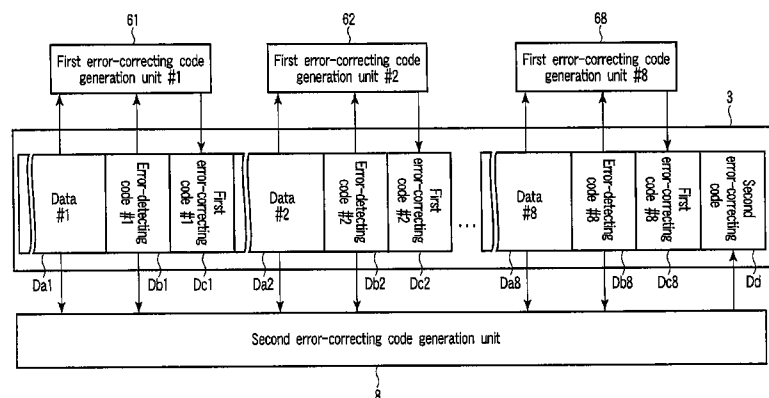 61
62
68
First error-correcting code
generation unit #1
First error-correcting code
generation unit #2
First error-correcting code
generation unit #8
3
Data
#1
Error-detecting
code #1
First
error-correcting
code #1
Data
#2
Error-detecting
code #2
First
error-correcting
code #2
...
Data
#8
Error-detecting
code #8
First
error-correcting
code #8
Second
error-correcting
code
Da1
Db1
Dc1
Da2
Db2
Dc2
Da8
Db8
Dc8
Dd
Second error-correcting code generation unit
8